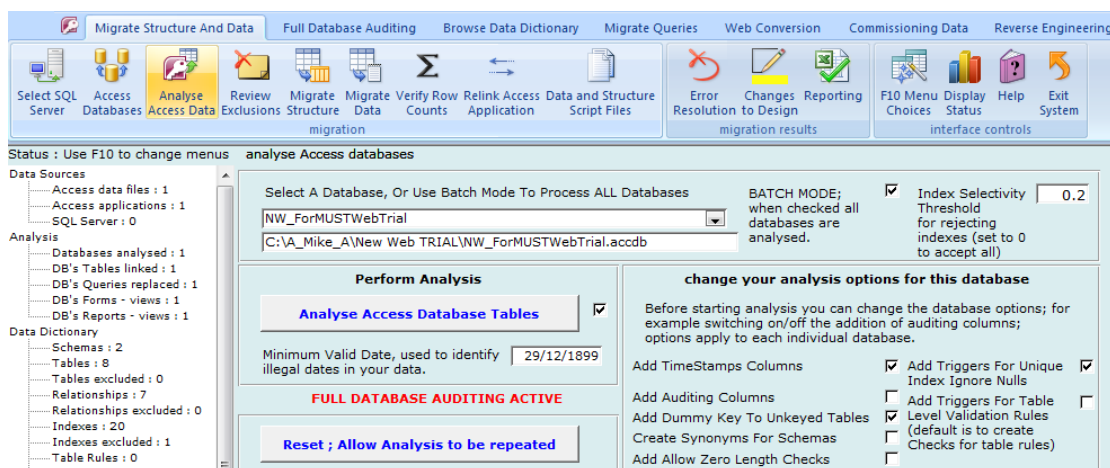 Migrate Structure And Data Full Database Auditing Browse Data Dictionary Migrate Queries Web Conversion Commissioning Data Reverse Engineering
Select SQL Server
Access Databases
Analyse Access Data
Review Exclusions
Migrate Structure
Migrate Data
Verify Row Counts
Relink Access Application
Data and Structure Script Files
Error Resolution
Changes to Design
Reporting
F10 Menu Choices
Display Status
Help
Exit System
migration
migration results
interface controls
Status : Use F10 to change menus analyse Access databases
Data Sources
Access data files : 1
Access applications : 1
SQL Server : 0
Analysis
Databases analysed : 1
DB's Tables linked : 1
DB's Queries replaced : 1
DB's Forms - views : 1
DB's Reports - views : 1
Data Dictionary
Schemas : 2
Tables : 8
Tables excluded : 0
Relationships : 7
Relationships excluded : 0
Indexes : 20
Indexes excluded : 1
Table Rules : 0
Select A Database, Or Use Batch Mode To Process ALL Databases
NW_ForMUSTWebTrial
C:\A_Mike_A\New Web TRIAL\NW_ForMUSTWebTrial.accdb
BATCH MODE;
when checked all
databases are
analysed.
Index Selectivity
Threshold
for rejecting
indexes (set to 0
to accept all)
0.2
Perform Analysis
Analyse Access Database Tables
Minimum Valid Date, used to identify
illegal dates in your data.
29/12/1899
FULL DATABASE AUDITING ACTIVE
Reset ; Allow Analysis to be repeated
change your analysis options for this database
Before starting analysis you can change the database options; for
example switching on/off the addition of auditing columns;
options apply to each individual database.
Add TimeStamps Columns
Add Auditing Columns
Add Dummy Key To Unkeyed Tables
Create Synonyms For Schemas
Add Allow Zero Length Checks
Add Triggers For Unique
Index Ignore Nulls
Add Triggers For Table
Level Validation Rules
(default is to create
Checks for table rules)